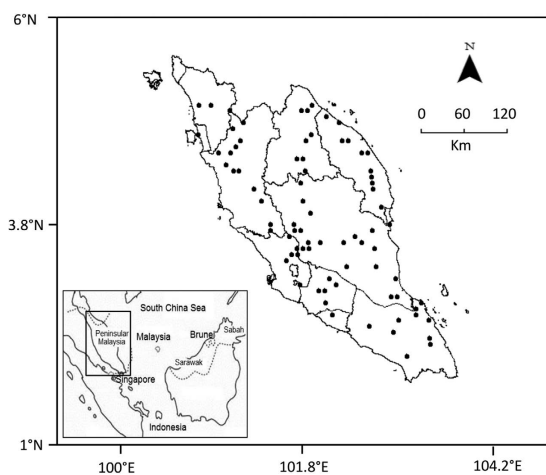 6°N
N
0 60 120
Km
3.8°N
South China Sea
Sabah
Brunei
Peninsular
Malaysia
Malaysia
Sarawak
Singapore
Indonesia
1°N
100°E
101.8°E
104.2°E